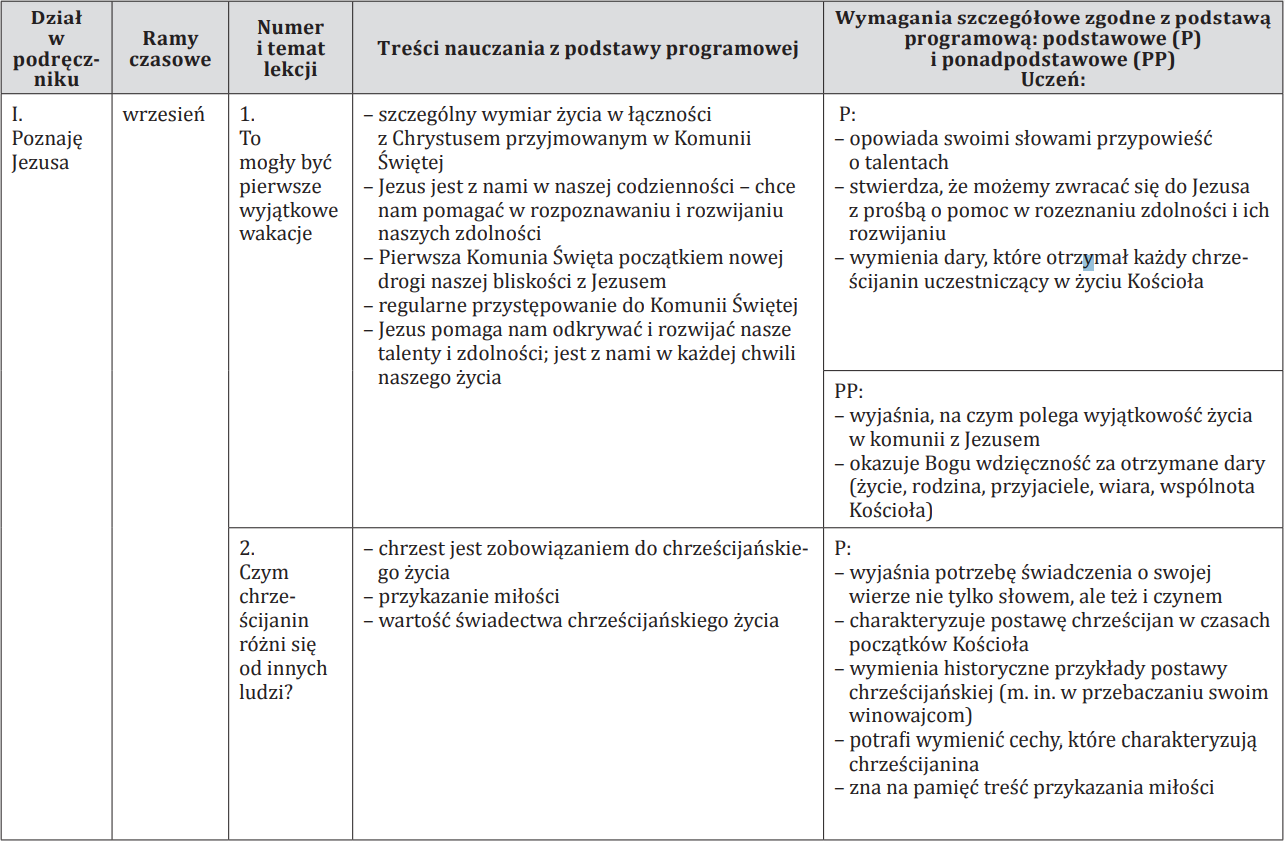 Dział
w
podręcz-
niku
Ramy
czasowe
Numer
i temat
lekcji
Treści nauczania z podstawy programowej
Wymagania szczegółowe zgodne z podstawą
programową: podstawowe (P)
i ponadpodstawowe (PP)
Uczeń:
I.
Poznaję
Jezusa
wrzesień
1.
To
mogły być
pierwsze
wyjątkowe
wakacje
– szczególny wymiar życia w łączności
z Chrystusem przyjmowanym w Komunii
Świętej
– Jezus jest z nami w naszej codzienności – chce
nam pomagać w rozpoznawaniu i rozwijaniu
naszych zdolności
– Pierwsza Komunia Święta początkiem nowej
drogi naszej bliskości z Jezusem
– regularne przystępowanie do Komunii Świętej
– Jezus pomaga nam odkrywać i rozwijać nasze
talenty i zdolności; jest z nami w każdej chwili
naszego życia
P:
– opowiada swoimi słowami przypowieść
o talentach
– stwierdza, że możemy zwracać się do Jezusa
z prośbą o pomoc w rozeznaniu zdolności i ich
rozwijaniu
– wymienia dary, które otrzymał każdy chrze-
ścijanin uczestniczący w życiu Kościoła
PP:
– wyjaśnia, na czym polega wyjątkowość życia
w komunii z Jezusem
– okazuje Bogu wdzięczność za otrzymane dary
(życie, rodzina, przyjaciele, wiara, wspólnota
Kościoła)
2.
Czym
chrze-
ścijanin
różni się
od innych
ludzi?
– chrzest jest zobowiązaniem do chrześcijańskie-
go życia
– przykazanie miłości
– wartość świadectwa chrześcijańskiego życia
P:
– wyjaśnia potrzebę świadczenia o swojej
wierze nie tylko słowem, ale też i czynem
– charakteryzuje postawę chrześcijan w czasach
początków Kościoła
– wymienia historyczne przykłady postawy
chrześcijańskiej (m. in. w przebaczaniu swoim
winowajcom)
– potrafi wymienić cechy, które charakteryzują
chrześcijanina
– zna na pamięć treść przykazania miłości